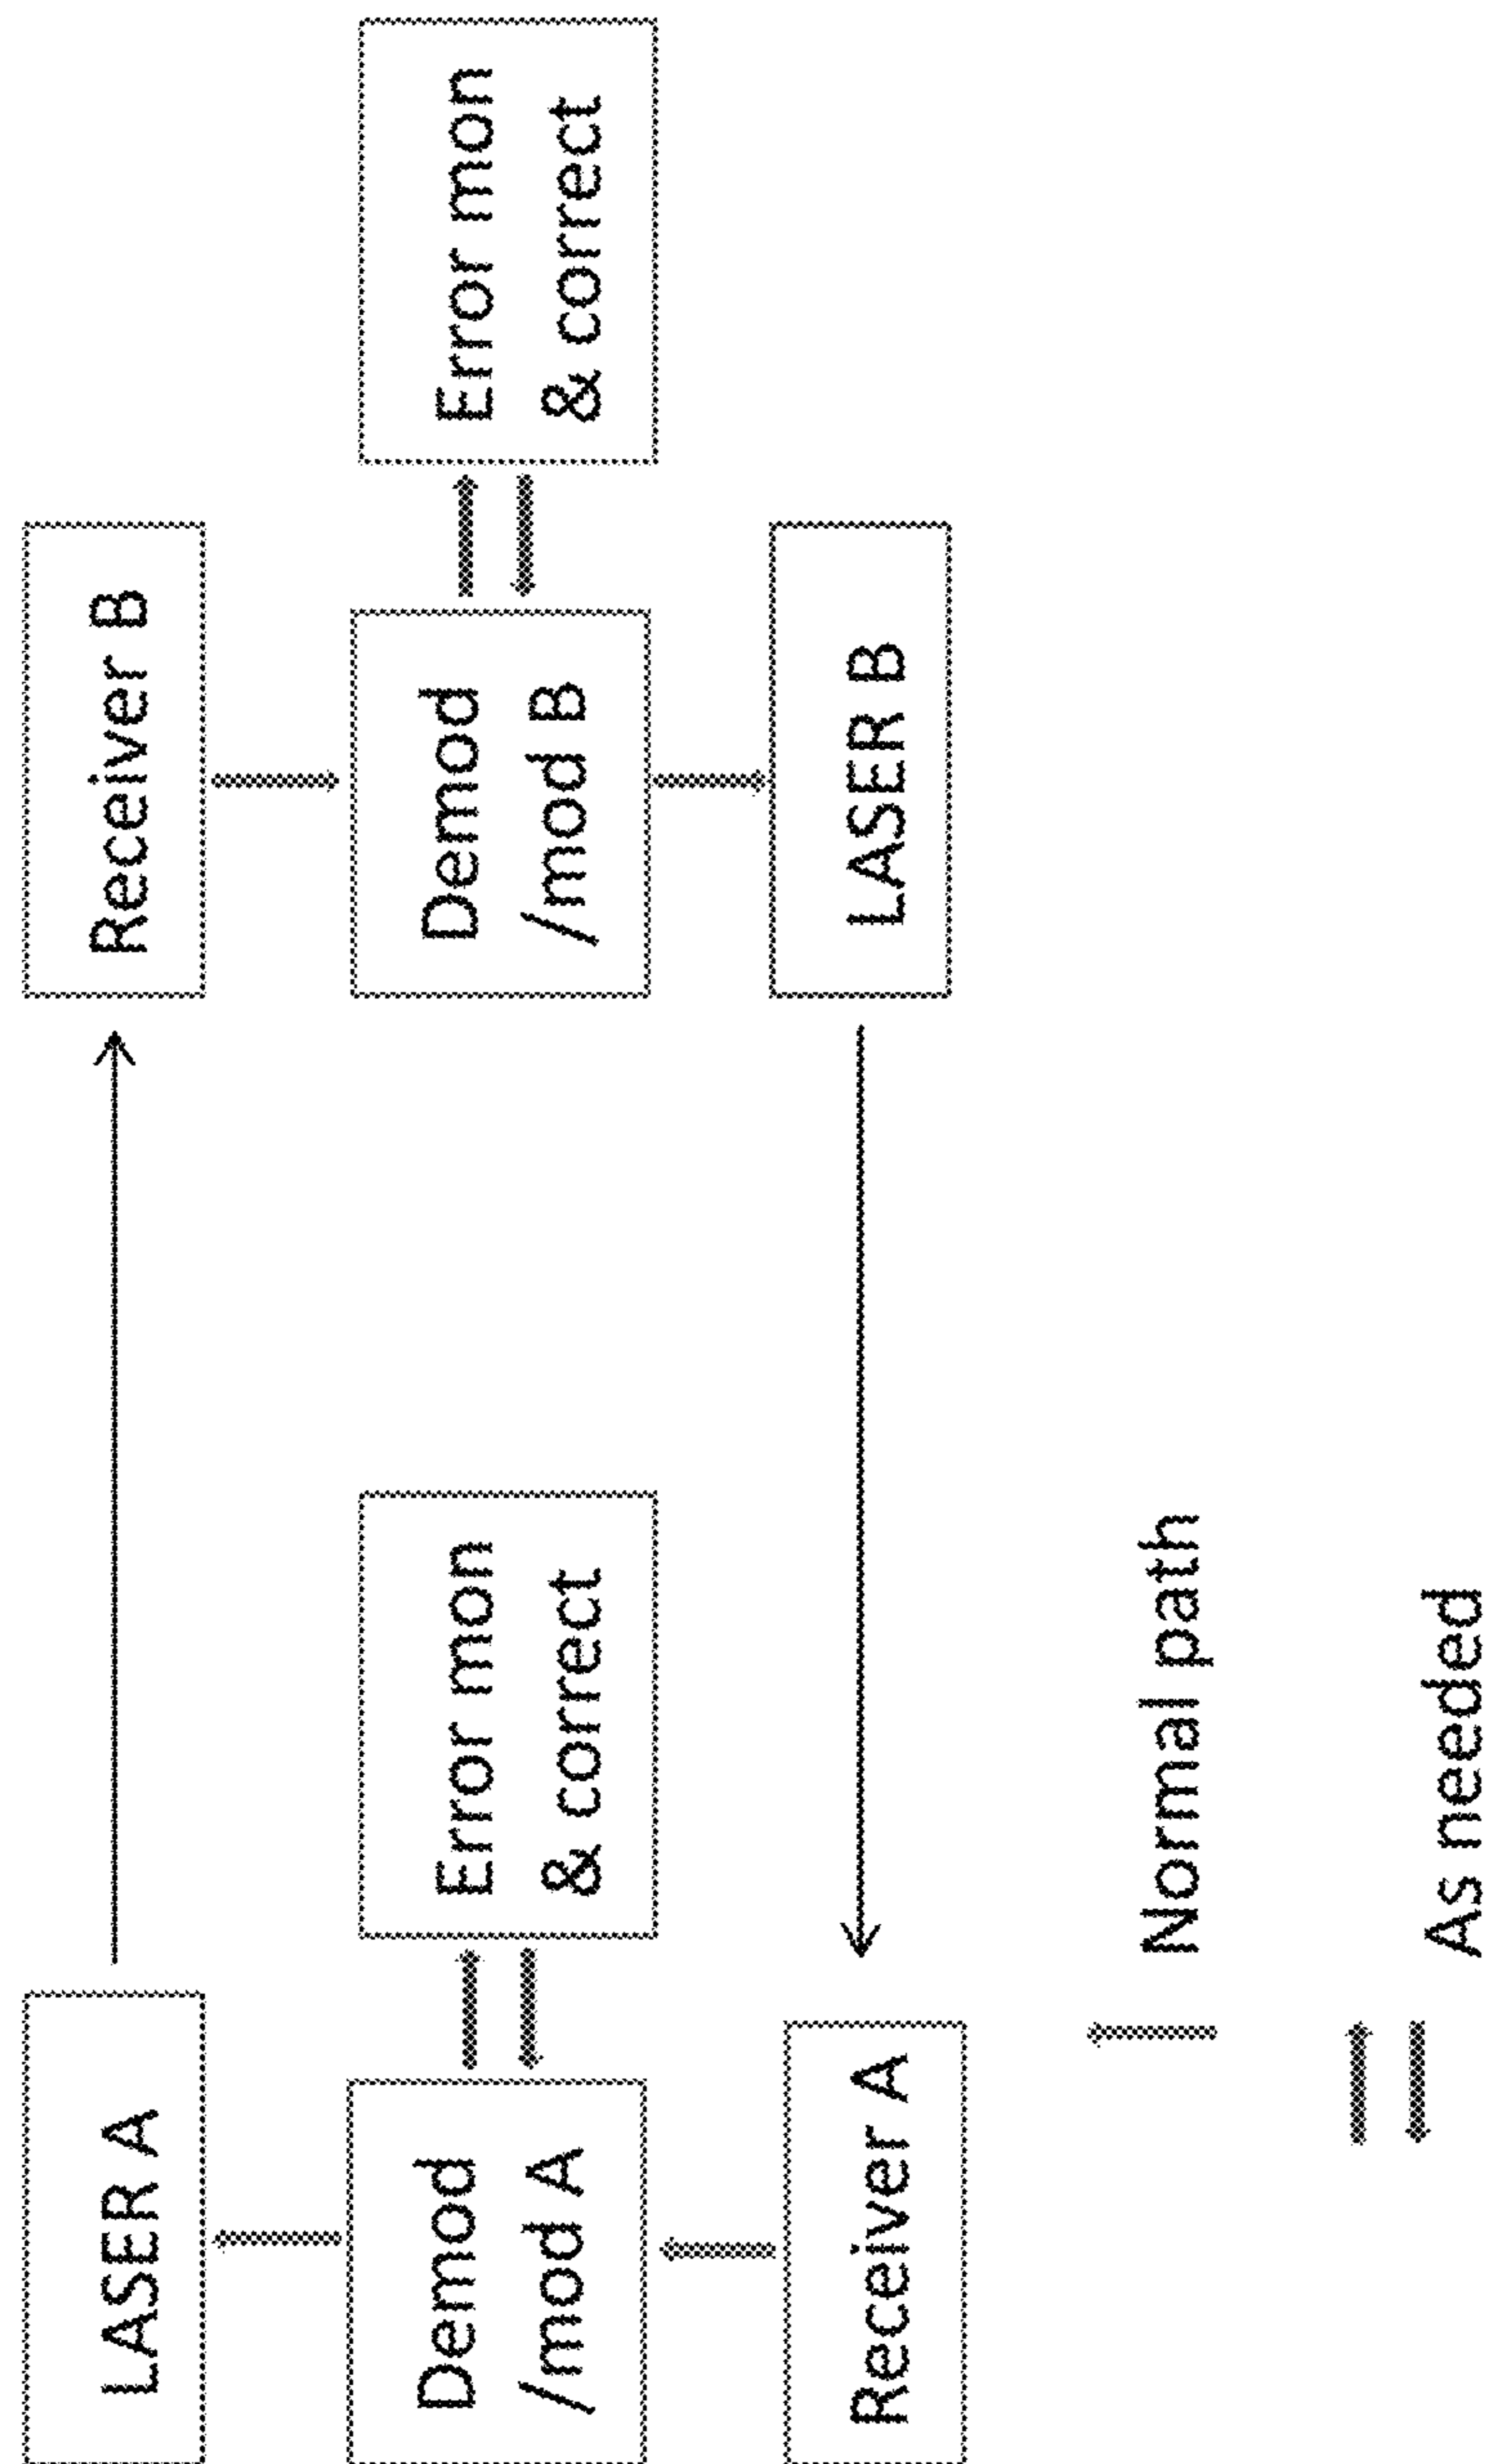 LASER A
Receiver B
Demod
/mod A
Error mon
& correct
Demod
/mod B
Error mon
& correct
Receiver A
LASER B
Normal path
As needed